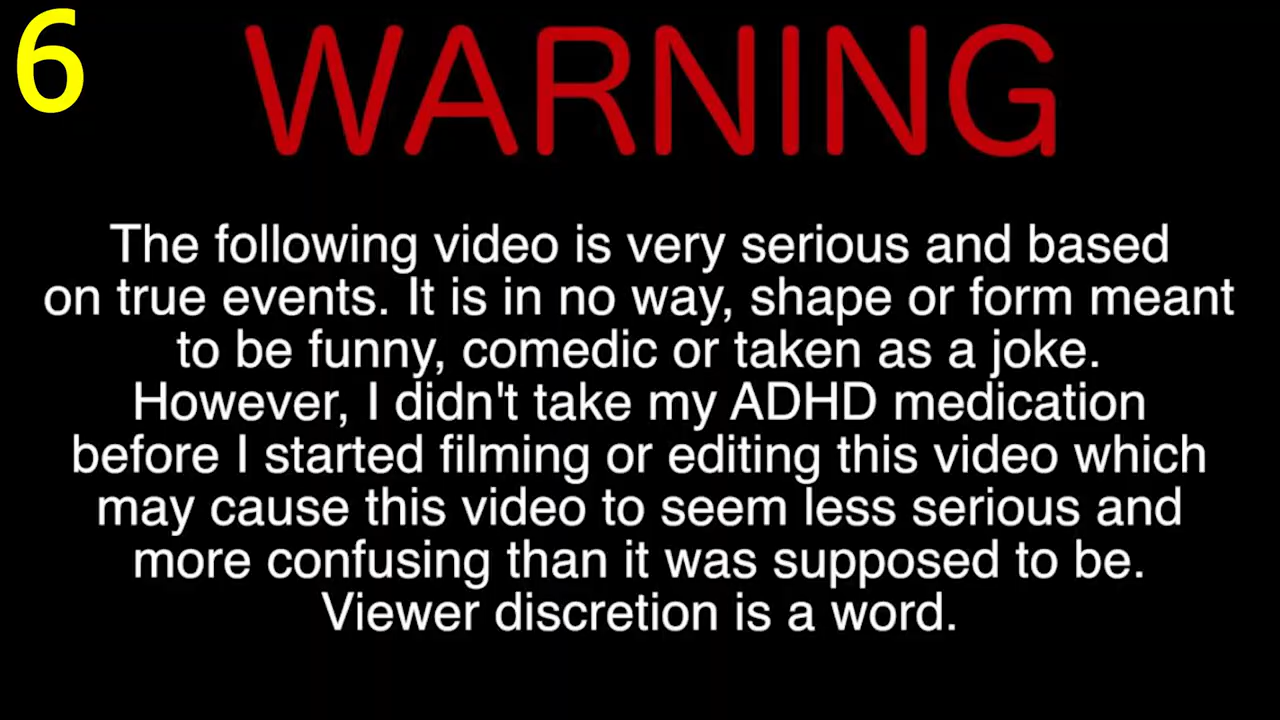 6
WARNING
The following video is very serious and based
on true events. It is in no way, shape or form meant
to be funny, comedic or taken as a joke.
However, I didn't take my ADHD medication
before I started filming or editing this video which
may cause this video to seem less serious and
more confusing than it was supposed to be.
Viewer discretion is a word.